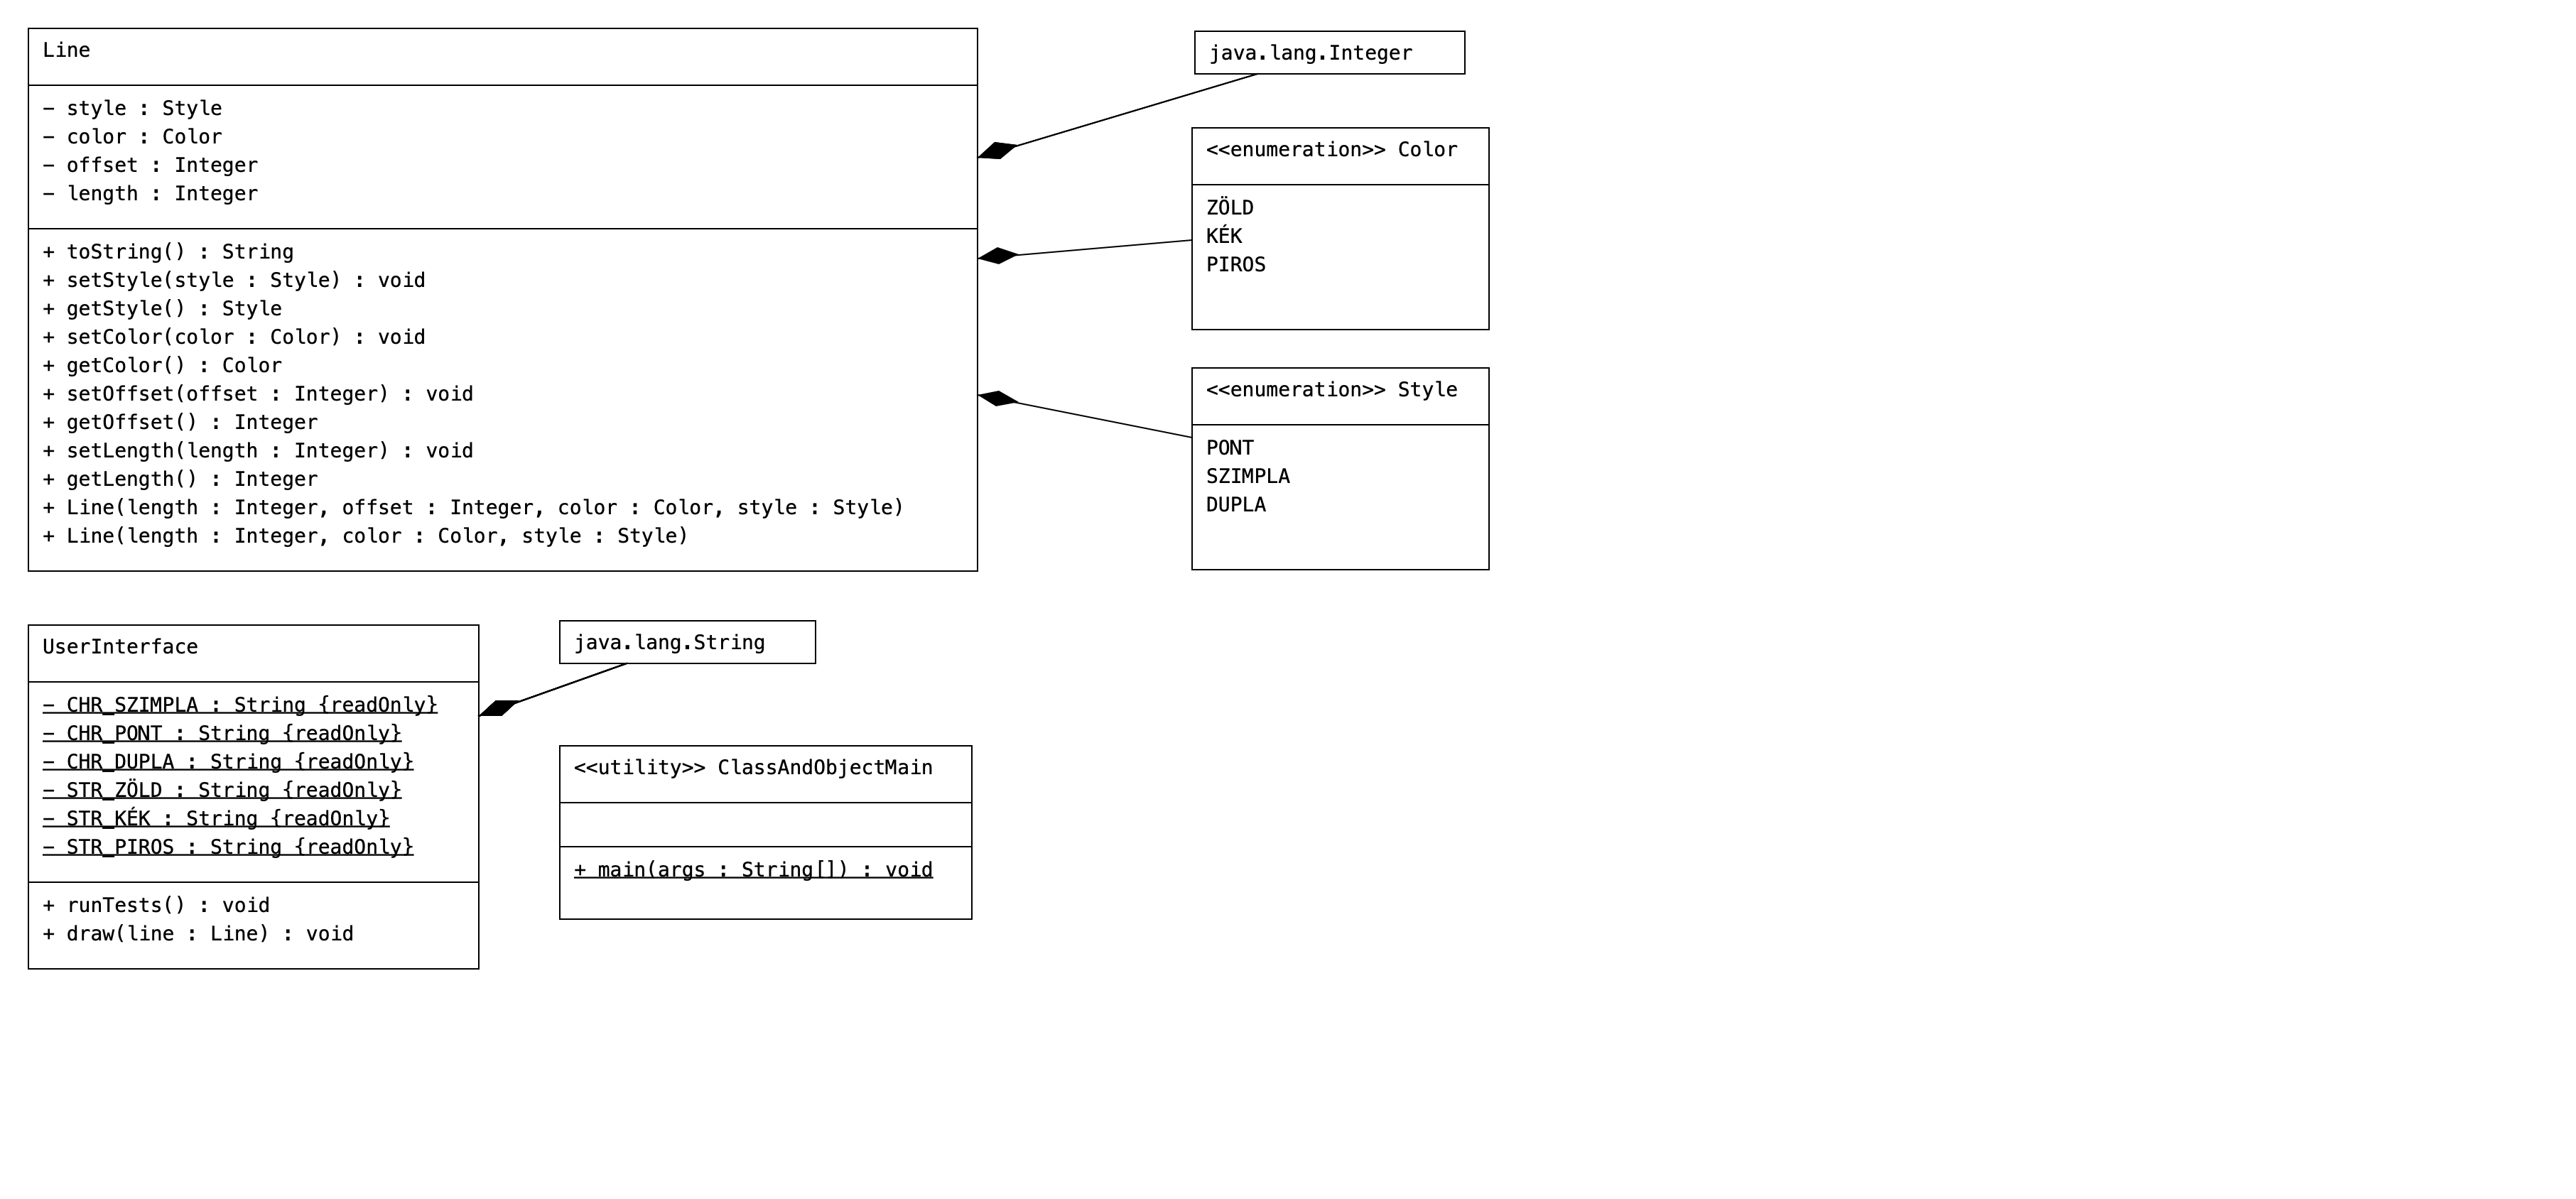 Line
− style : Style
− color : Color
− offset : Integer
− length : Integer
+ toString() : String
+ setStyle(style : Style) : void
+ getStyle() : Style
+ setColor(color : Color) : void
+ getColor() : Color
+ setOffset(offset : Integer) : void
+ getOffset() : Integer
+ setLength(length : Integer) : void
+ getLength() : Integer
+ Line(length : Integer, offset : Integer, color : Color, style : Style)
+ Line(length : Integer, color : Color, style : Style)
java.lang.Integer
<<enumeration>> Color
ZÖLD
KÉK
PIROS
<<enumeration>> Style
PONT
SZIMPLA
DUPLA
UserInterface
− CHR_SZIMPLA : String {readOnly}
− CHR_PONT : String {readOnly}
− CHR_DUPLA : String {readOnly}
− STR_ZÖLD : String {readOnly}
− STR_KÉK : String {readOnly}
− STR_PIROS : String {readOnly}
+ runTests() : void
+ draw(line : Line) : void
java.lang.String
<<utility>> ClassAndObjectMain
+ main(args : String[]) : void